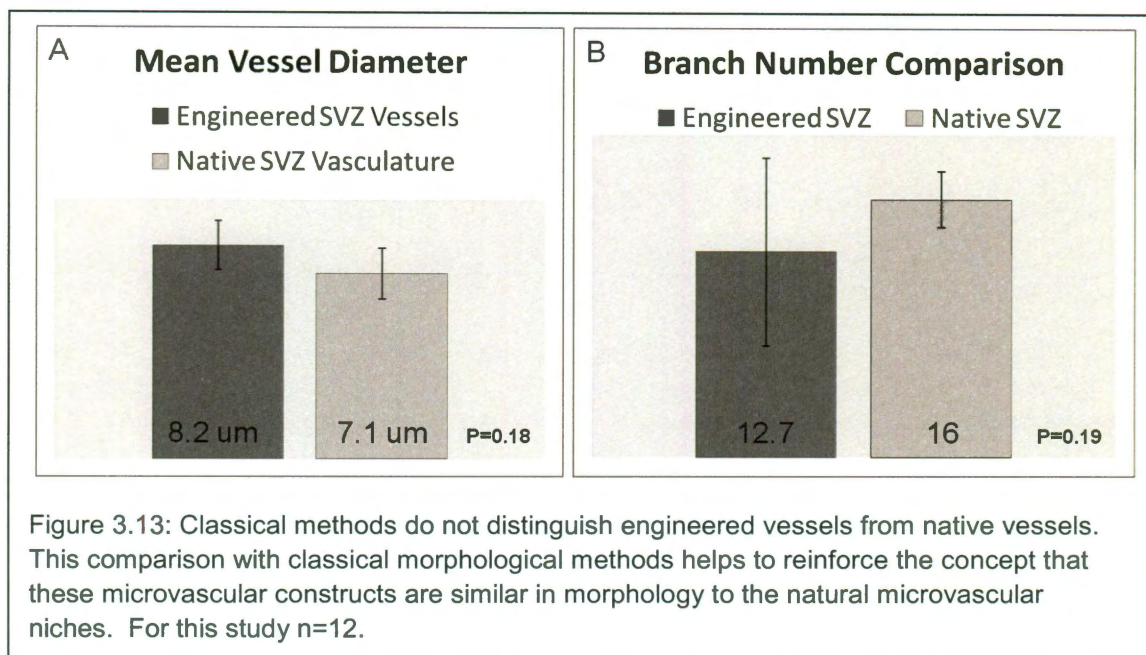 A
Mean Vessel Diameter
Engineered SVZ Vessels
Native SVZ Vasculature
8.2 um
7.1 um
P=0.18
B
Branch Number Comparison
Engineered SVZ Native SVZ
12.7
16
P=0.19
Figure 3.13: Classical methods do not distinguish engineered vessels from native vessels.
This comparison with classical morphological methods helps to reinforce the concept that
these microvascular constructs are similar in morphology to the natural microvascular
niches. For this study n=12.